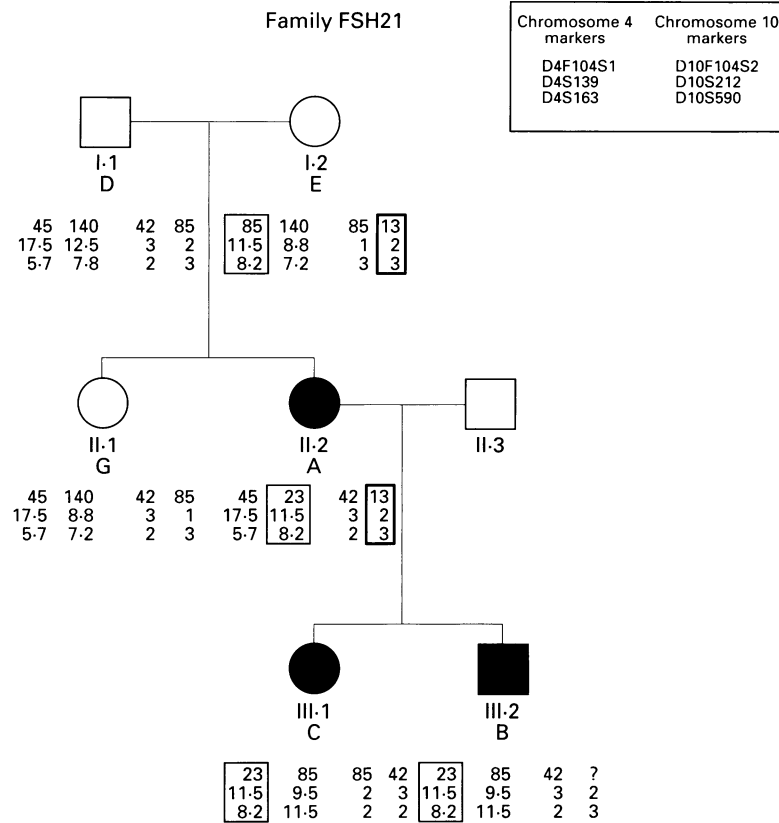 Family FSH21
Chromosome 4 Chromosome 10
markers markers
D4F104S1 D10F104S2
D4S139 D10S212
D4S163 D10S590
I·1 I·2
D E
45 140 42 85 85 140 85 13
17·5 12·5 3 2 11·5 8·8 1 2
5·7 7·8 2 3 8·2 7·2 3 3
II·1 II·2 II·3
G A
45 140 42 85 45 23 42 13
17·5 8·8 3 1 17·5 11·5 3 2
5·7 7·2 2 3 5·7 8·2 2 3
III·1 III·2
C B
23 85 85 42 23 85 42 ?
11·5 9·5 2 3 11·5 9·5 3 2
8·2 11·5 2 2 8·2 11·5 2 3